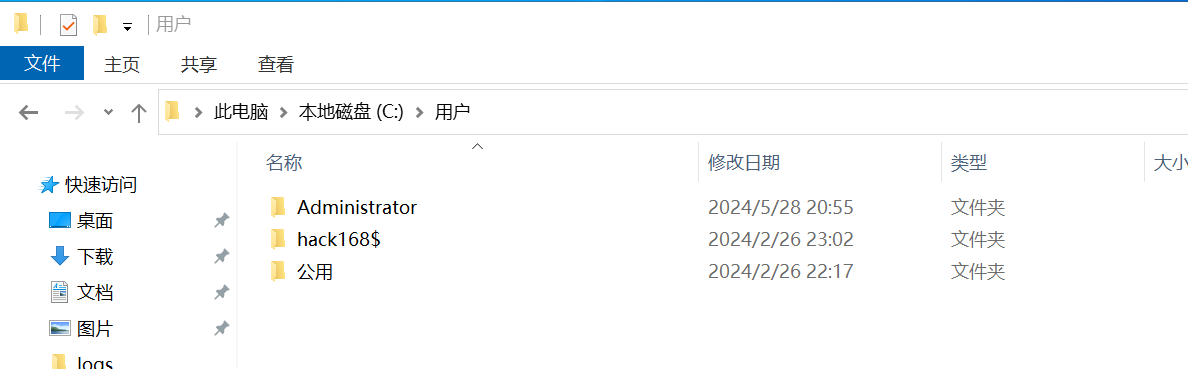 用户
文件 主页 共享 查看
此电脑 本地磁盘 (C:) 用户
名称 修改日期 类型 大小
快速访问
桌面
下载
文档
图片
logs
Administrator 2024/5/28 20:55 文件夹
hack168$ 2024/2/26 23:02 文件夹
公用 2024/2/26 22:17 文件夹